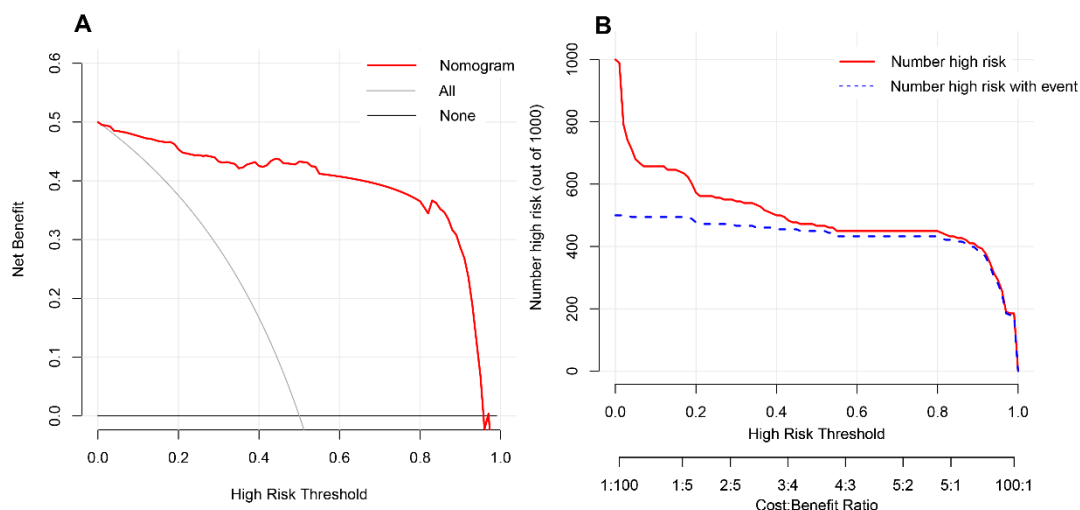 A
Net Benefit
0.6
0.5
0.4
0.3
0.2
0.1
0.0
Nomogram
All
None
0.0 0.2 0.4 0.6 0.8 1.0
High Risk Threshold
B
Number high risk (out of 1000)
1000
800
600
400
200
0
Number high risk
Number high risk with event
0.0 0.2 0.4 0.6 0.8 1.0
High Risk Threshold
1:100 1:5 2:5 3:4 4:3 5:2 5:1 100:1
Cost:Benefit Ratio